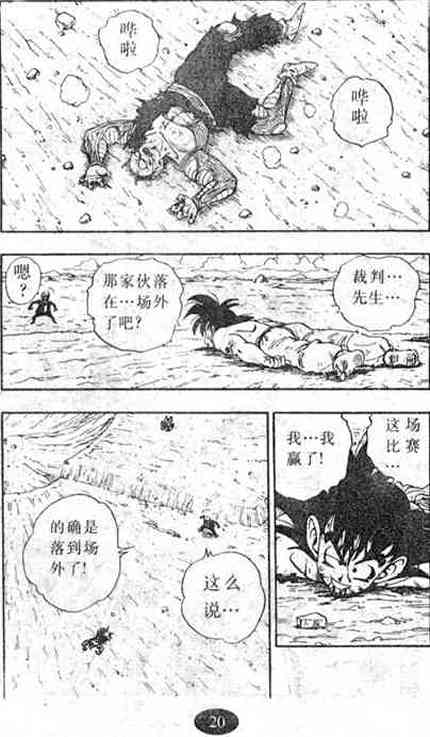 哗
啦
哗
啦
裁判…
先生…
那家伙落
在…场外
了吧?
嗯
?
这场
比赛
…
我…我
赢了!
这么
说…
的确是
落到场
外了!
20